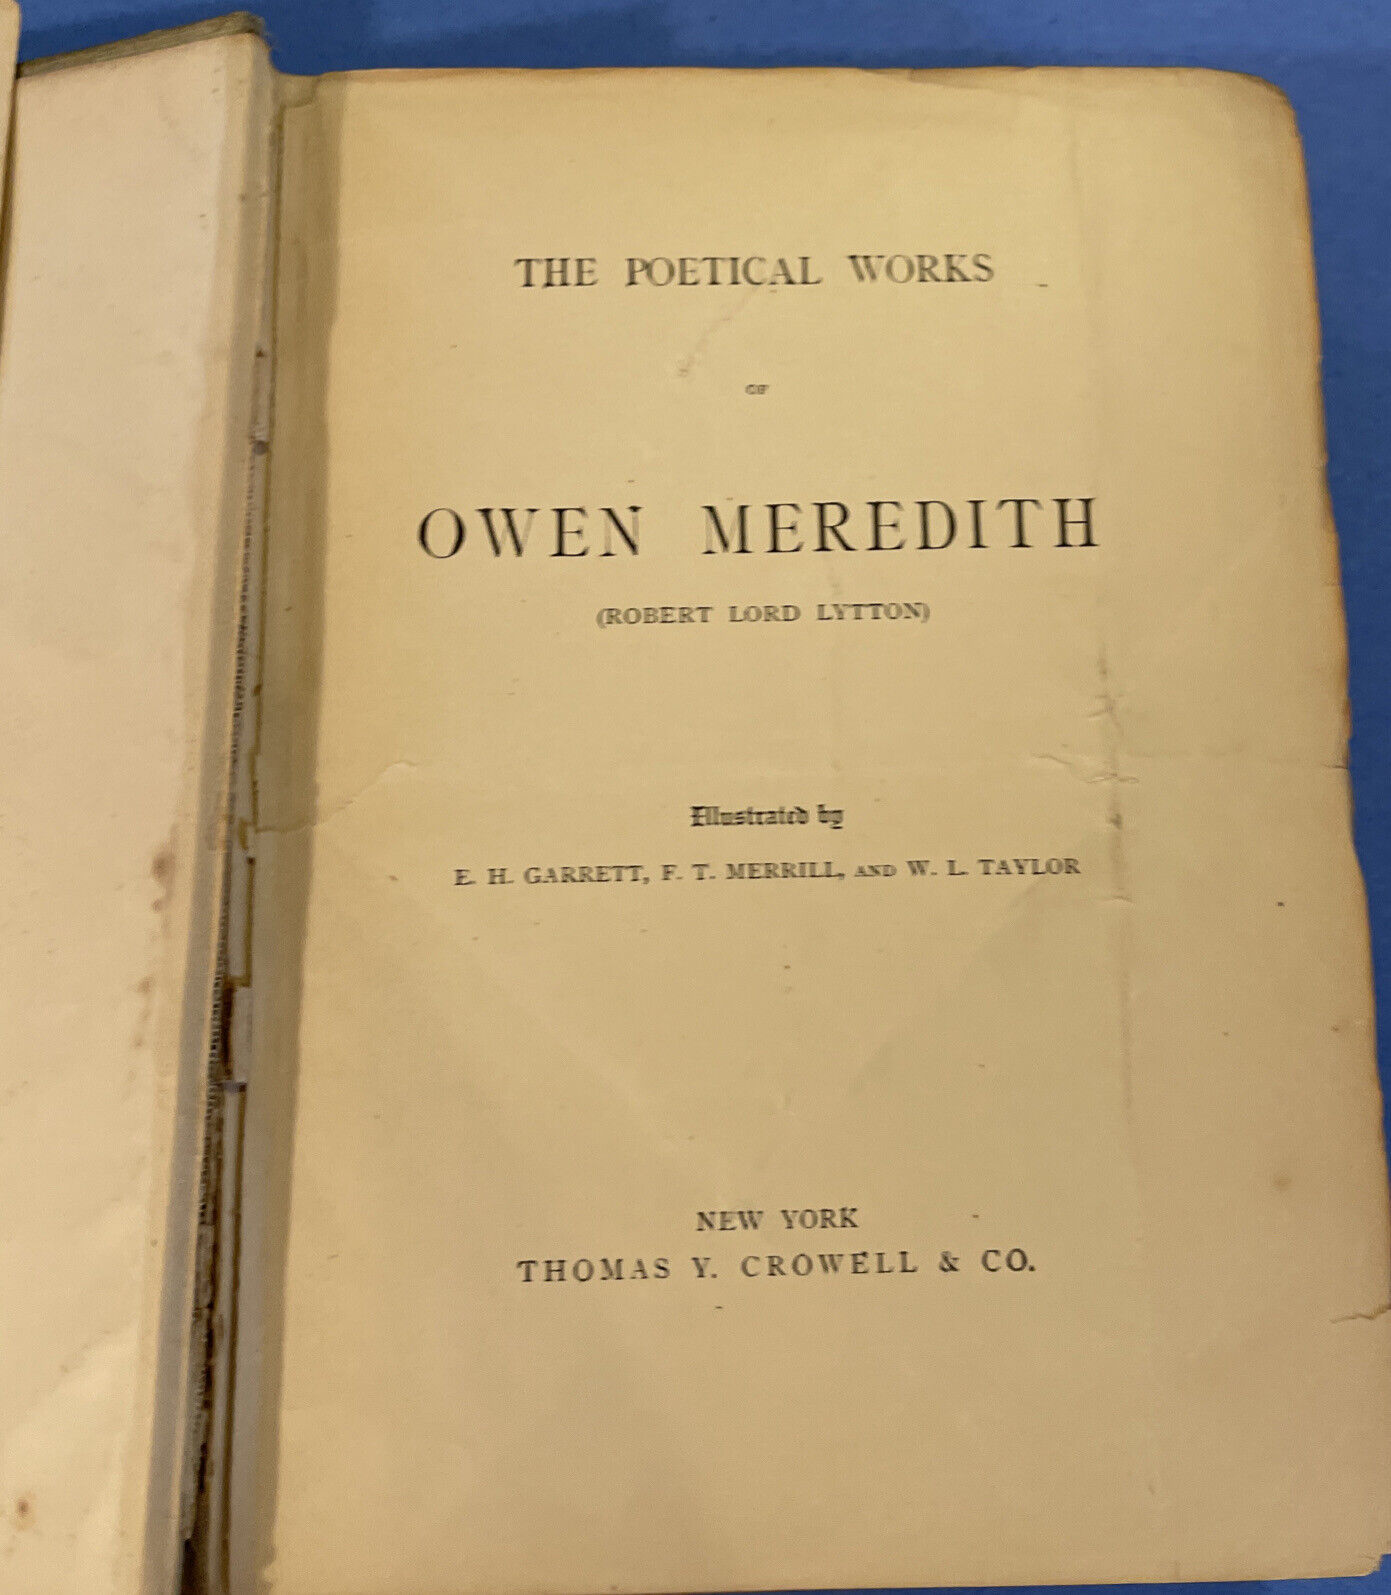 THE POETICAL WORKS
OF
OWEN MEREDITH
(ROBERT LORD LYTTON)
Illustrated by
E. H. GARRETT, F. T. MERRILL, AND W. L. TAYLOR
NEW YORK
THOMAS Y. CROWELL & CO.